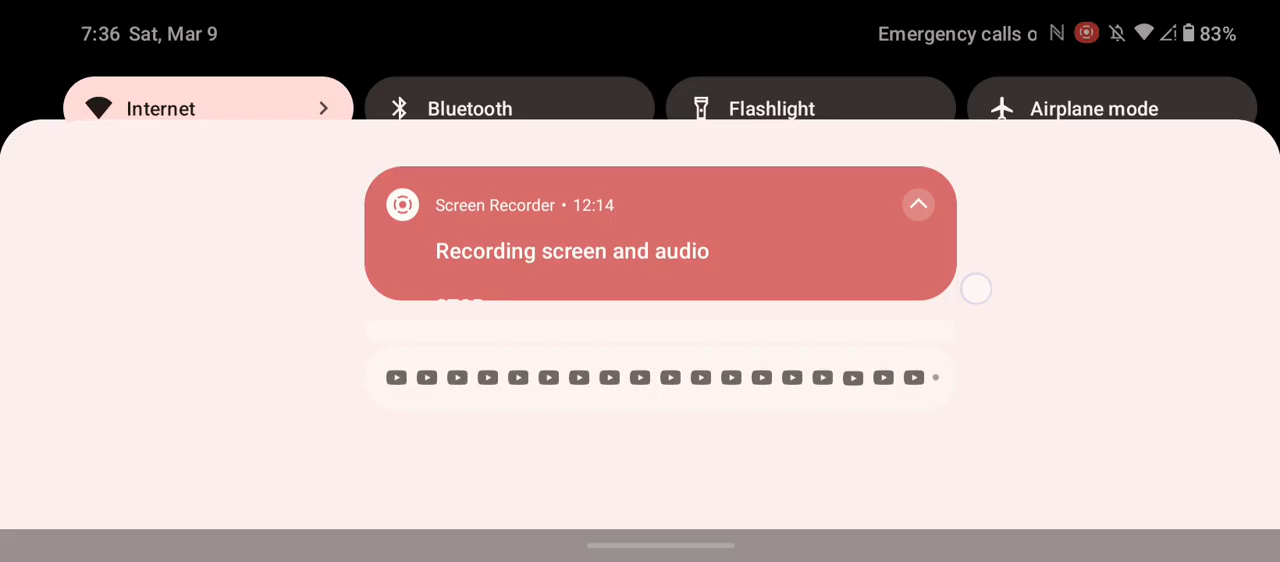 7:36 Sat, Mar 9
Emergency calls o
83%
Internet
Bluetooth
Flashlight
Airplane mode
Screen Recorder • 12:14
Recording screen and audio